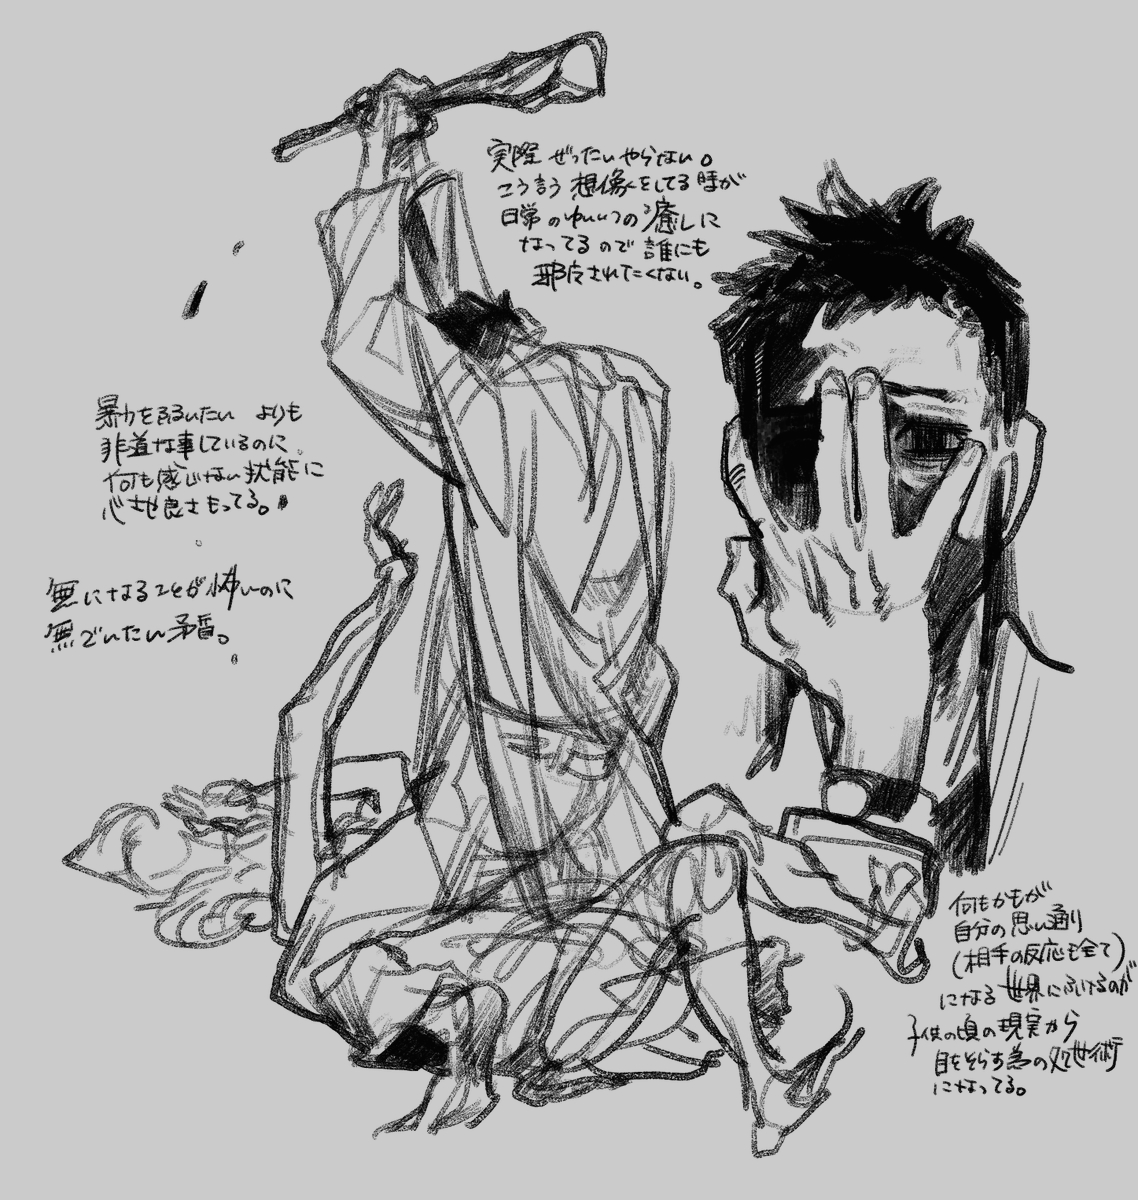 実際ぜったいやらない。
こう言う想像をしてる時が
日常のゆいいつの癒しに
なってるので誰にも
邪魔されたくない。
暴力をふるいたい よりも
非道な事しているのに
何も感じない状態に
心地良さもってる。
無になることが怖いのに
無でいたい矛盾。
何もかもが
自分の思い通り
(相手の反応も全て)
になる世界にふけるのが
子供の頃の現実から
目をそらす為の処世術
になってる。